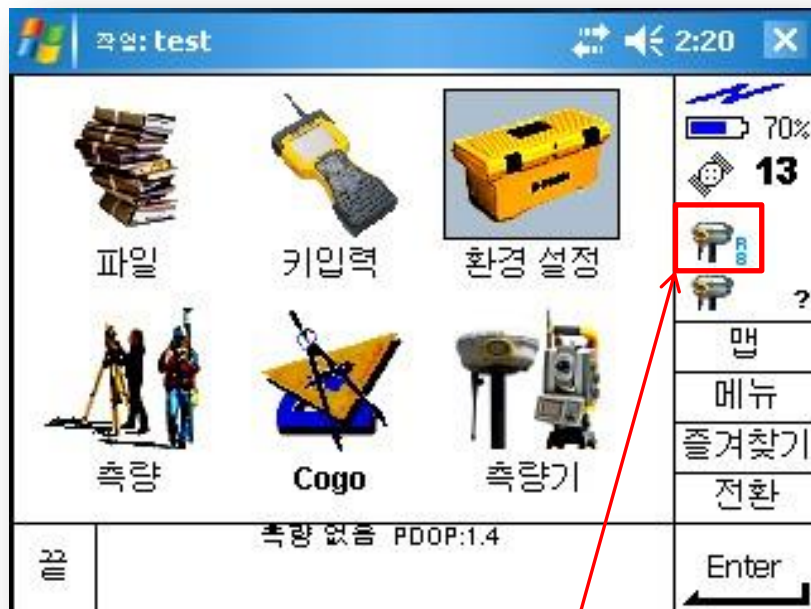 작업: test 2:20
70%
13
R8
?
파일 키입력 환경 설정
측량 Cogo 측량기
맵
메뉴
즐겨찾기
전환
측량 없음 PDOP:1.4
끝
Enter